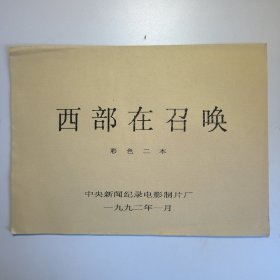 西部在召唤
彩色二本
中央新闻纪录电影制片厂
一九九二年一月